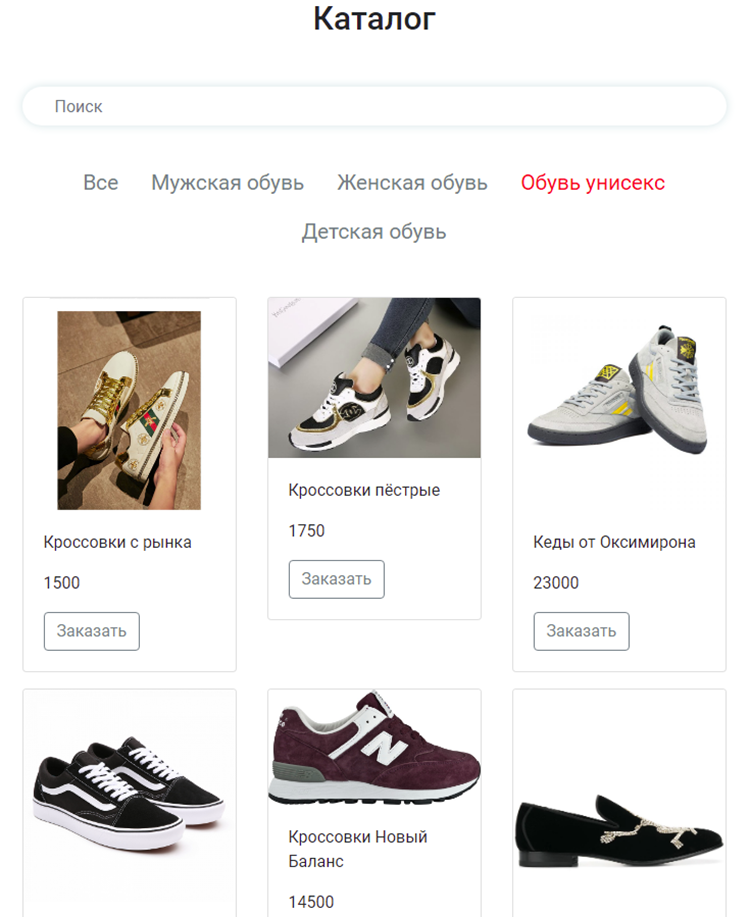 Каталог
Поиск
Все Мужская обувь Женская обувь Обувь унисекс
Детская обувь
Кроссовки с рынка
1500
Заказать
Кроссовки пёстрые
1750
Заказать
Кеды от Оксимирона
23000
Заказать
N
Кроссовки Новый
Баланс
14500